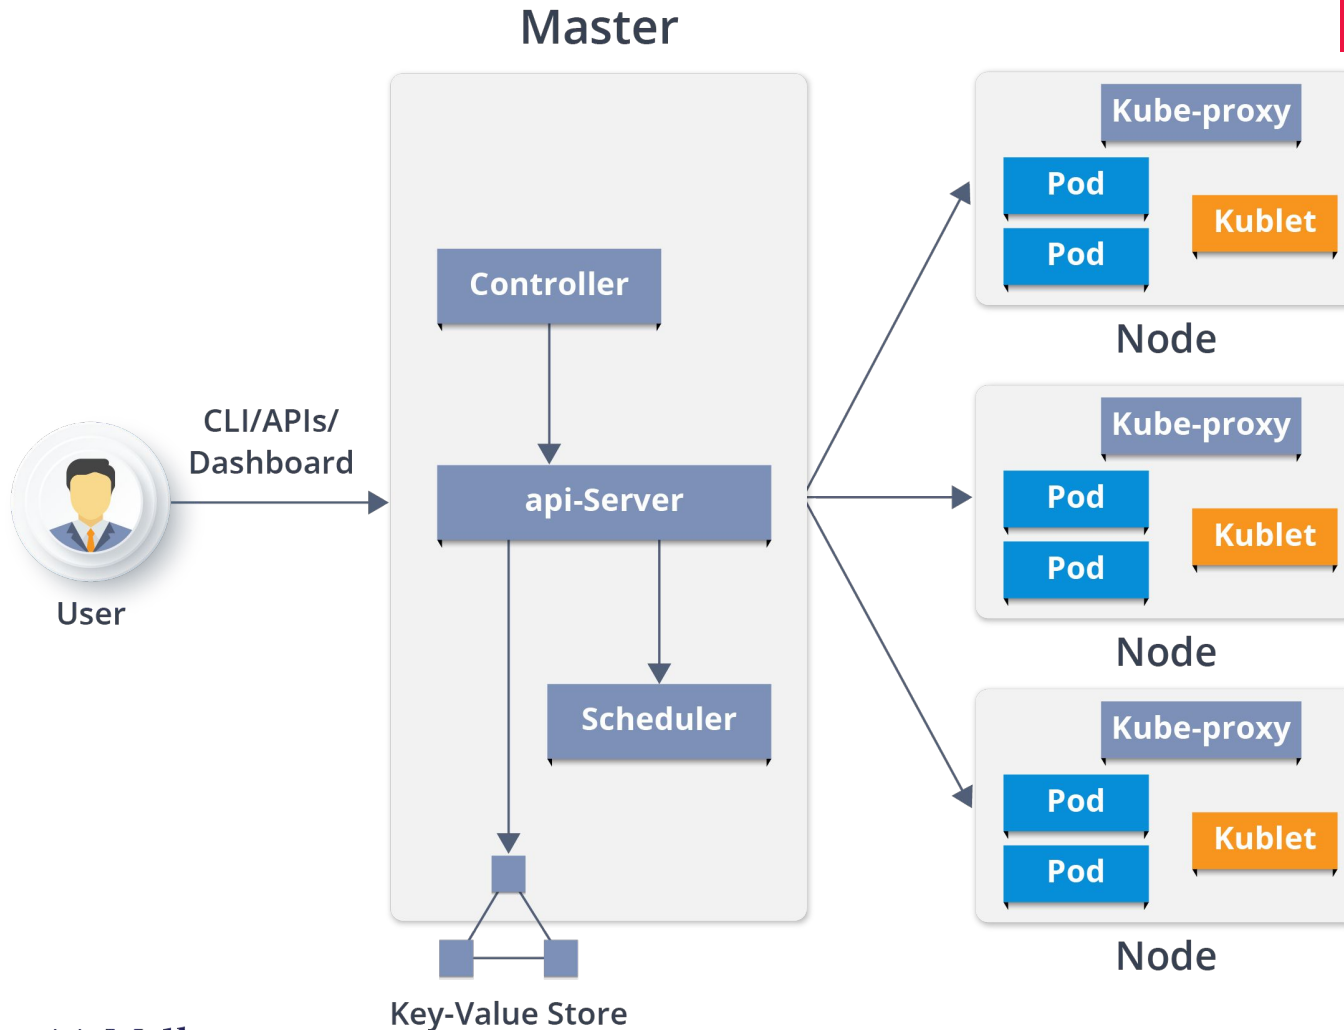 Master
Controller
api-Server
Scheduler
Key-Value Store
CLI/APIs/
Dashboard
User
Kube-proxy
Pod
Pod
Kublet
Node
Kube-proxy
Pod
Pod
Kublet
Node
Kube-proxy
Pod
Pod
Kublet
Node